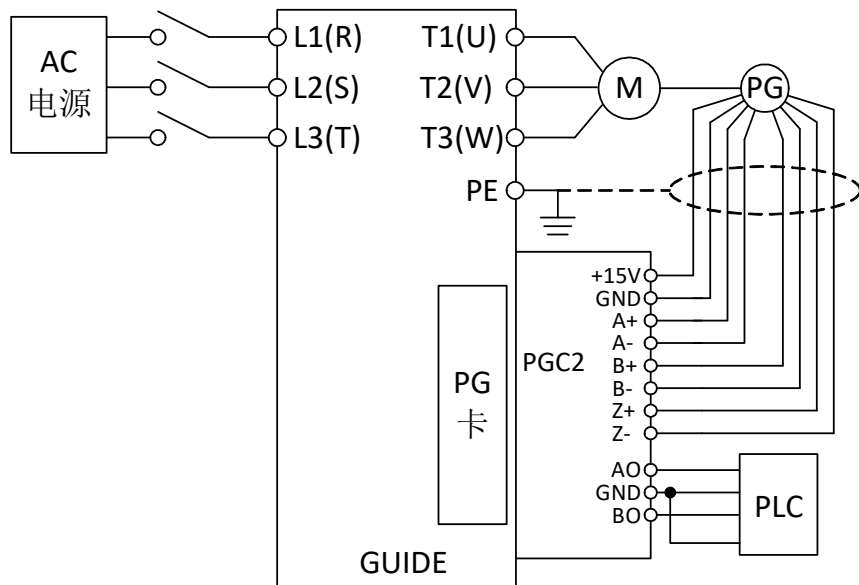 AC
电源
L1(R)
L2(S)
L3(T)
T1(U)
T2(V)
T3(W)
PE
M
PG
+15V
GND
A+
A-
B+
B-
Z+
Z-
PGC2
PG
卡
AO
GND
BO
PLC
GUIDE